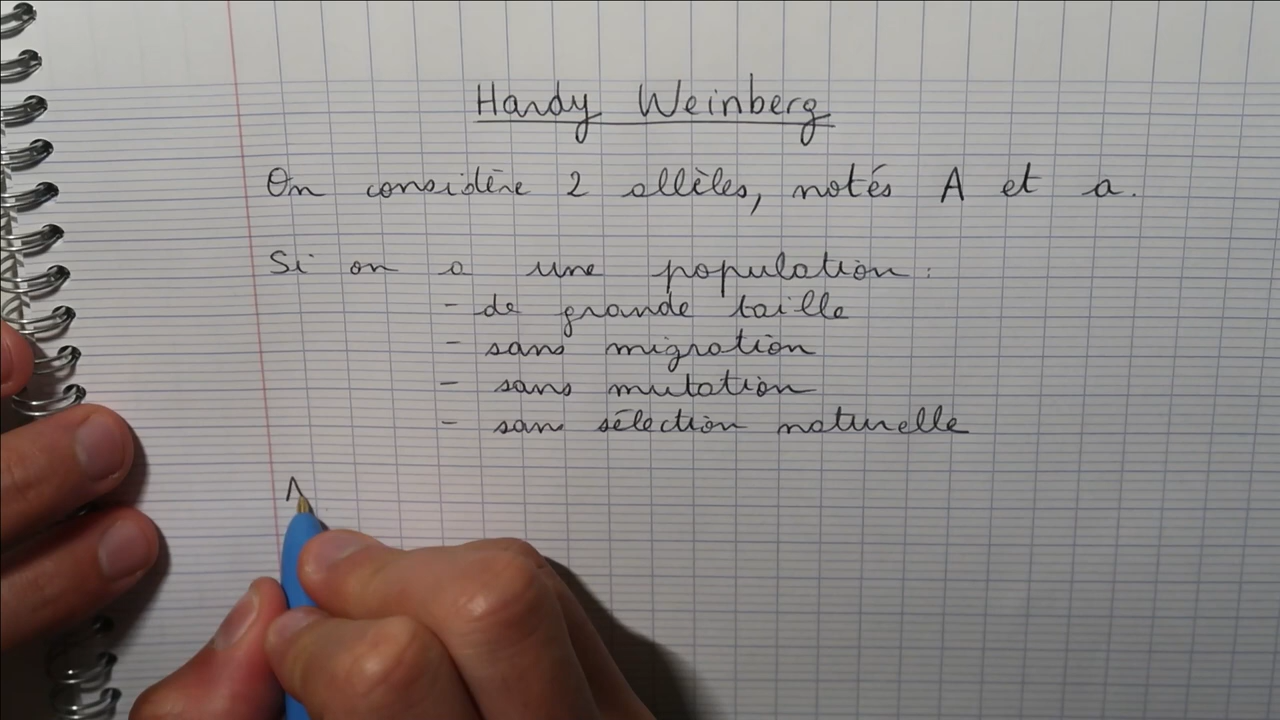 Hardy Weinberg
On considère 2 allèles, notés A et a.
Si on a une population :
- de grande taille
- sans migration
- sans mutation
- sans sélection naturelle